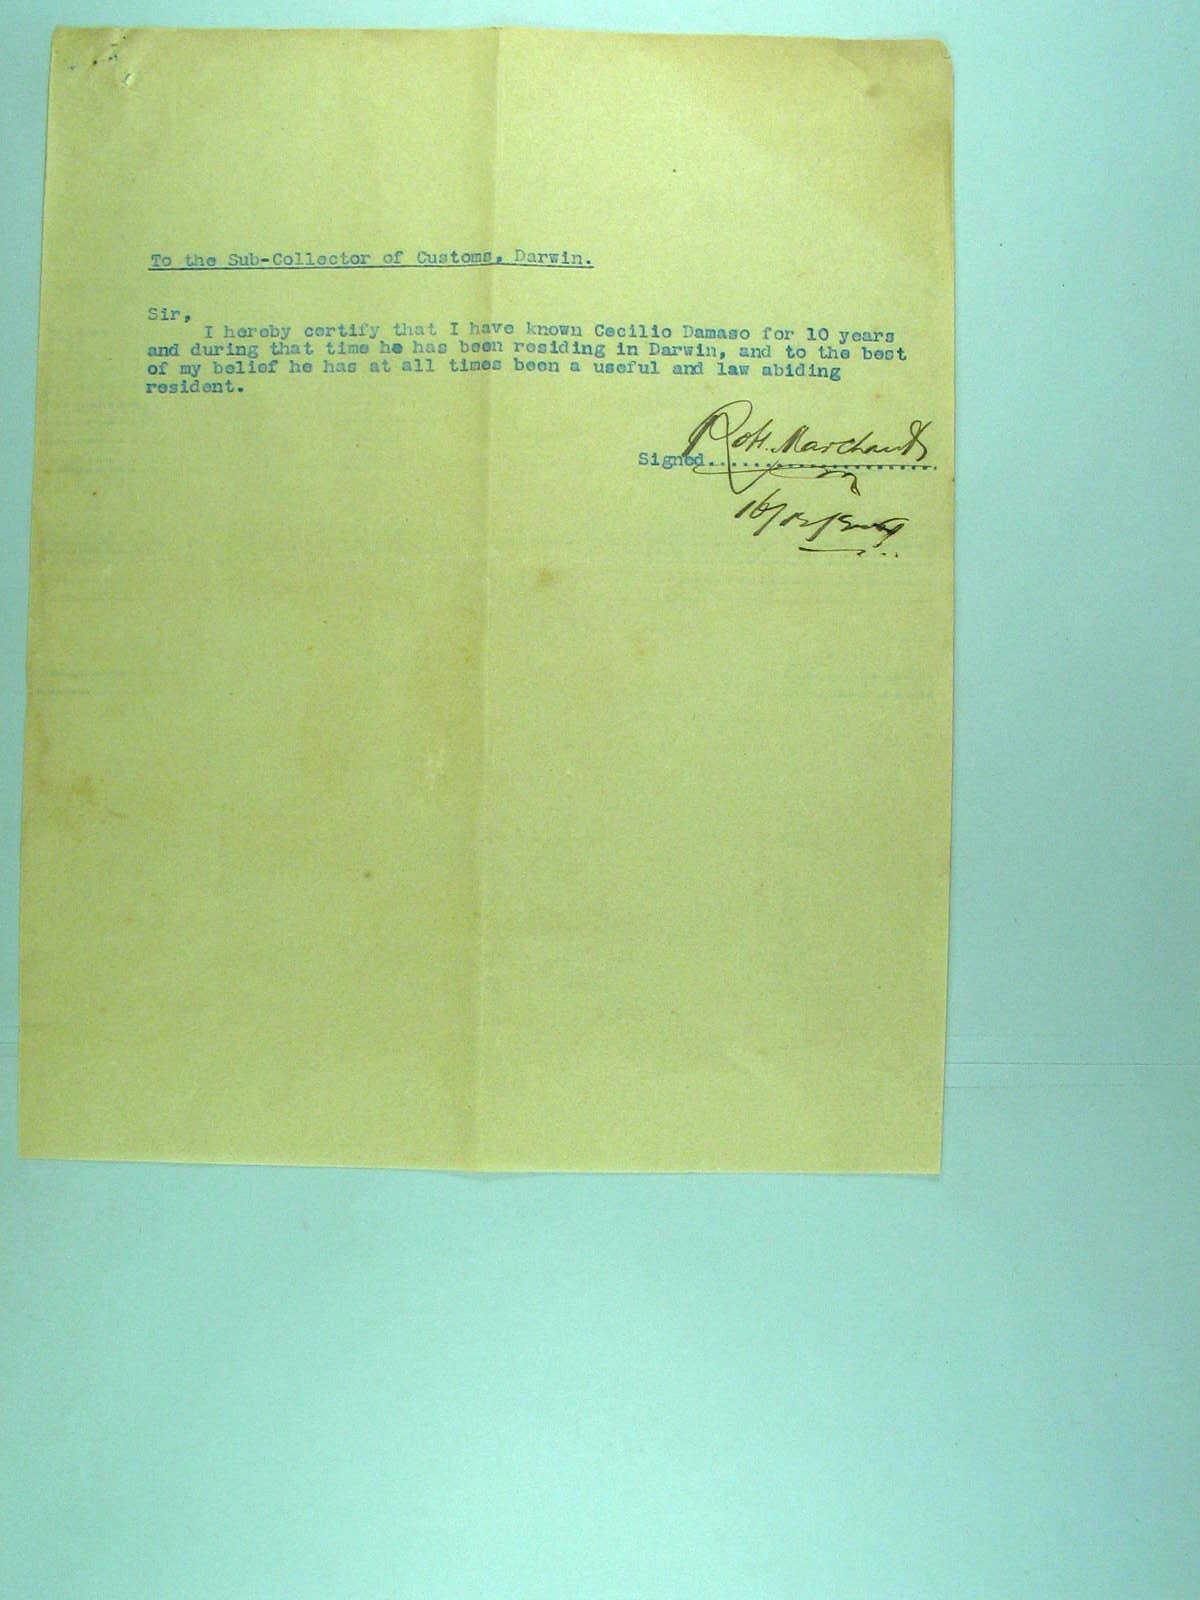 To the Sub-Collector of Customs, Darwin.
Sir,
I hereby certify that I have known Cecilio Damaso for 10 years
and during that time he has been residing in Darwin, and to the best
of my belief he has at all times been a useful and law abiding
resident.
Signed.................... Marchant